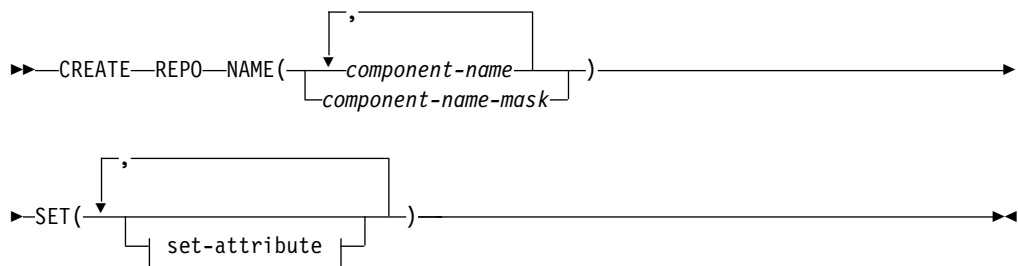 ,
▶▶—CREATE—REPO—NAME(—component-name—)—▶
component-name-mask
,
▶—SET(—)—▶◀
set-attribute